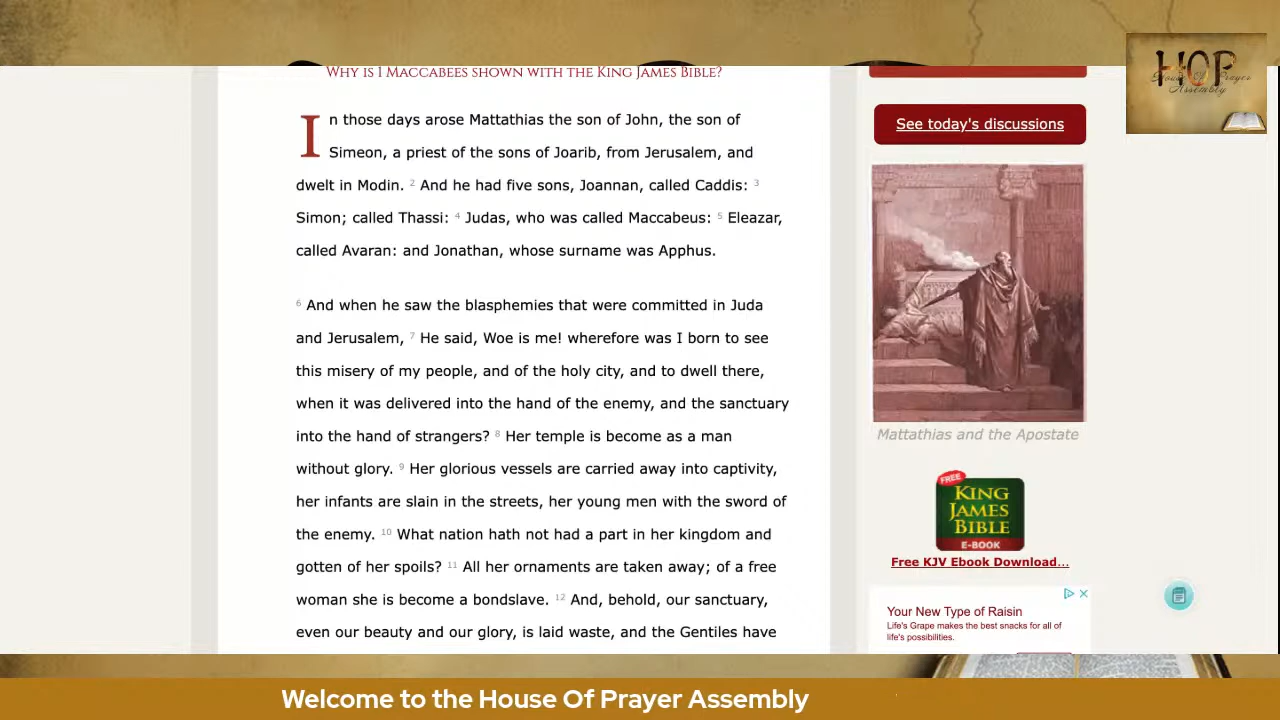 WHY IS I MACCABEES SHOWN WITH THE KING JAMES BIBLE?
In those days arose Mattathias the son of John, the son of
Simeon, a priest of the sons of Joarib, from Jerusalem, and
dwelt in Modin. 2 And he had five sons, Joannan, called Caddis: 3
Simon; called Thassi: 4 Judas, who was called Maccabeus: 5 Eleazar,
called Avaran: and Jonathan, whose surname was Apphus.
6 And when he saw the blasphemies that were committed in Juda
and Jerusalem, 7 He said, Woe is me! wherefore was I born to see
this misery of my people, and of the holy city, and to dwell there,
when it was delivered into the hand of the enemy, and the sanctuary
into the hand of strangers? 8 Her temple is become as a man
without glory. 9 Her glorious vessels are carried away into captivity,
her infants are slain in the streets, her young men with the sword of
the enemy. 10 What nation hath not had a part in her kingdom and
gotten of her spoils? 11 All her ornaments are taken away; of a free
woman she is become a bondslave. 12 And, behold, our sanctuary,
even our beauty and our glory, is laid waste, and the Gentiles have
See today's discussions
Mattathias and the Apostate
FREE
KING
JAMES
BIBLE
E-BOOK
Free KJV Ebook Download...
Your New Type of Raisin
Life's Grape makes the best snacks for all of
life's possibilities.
HOP
House Of Prayer
Assembly
Welcome to the House Of Prayer Assembly